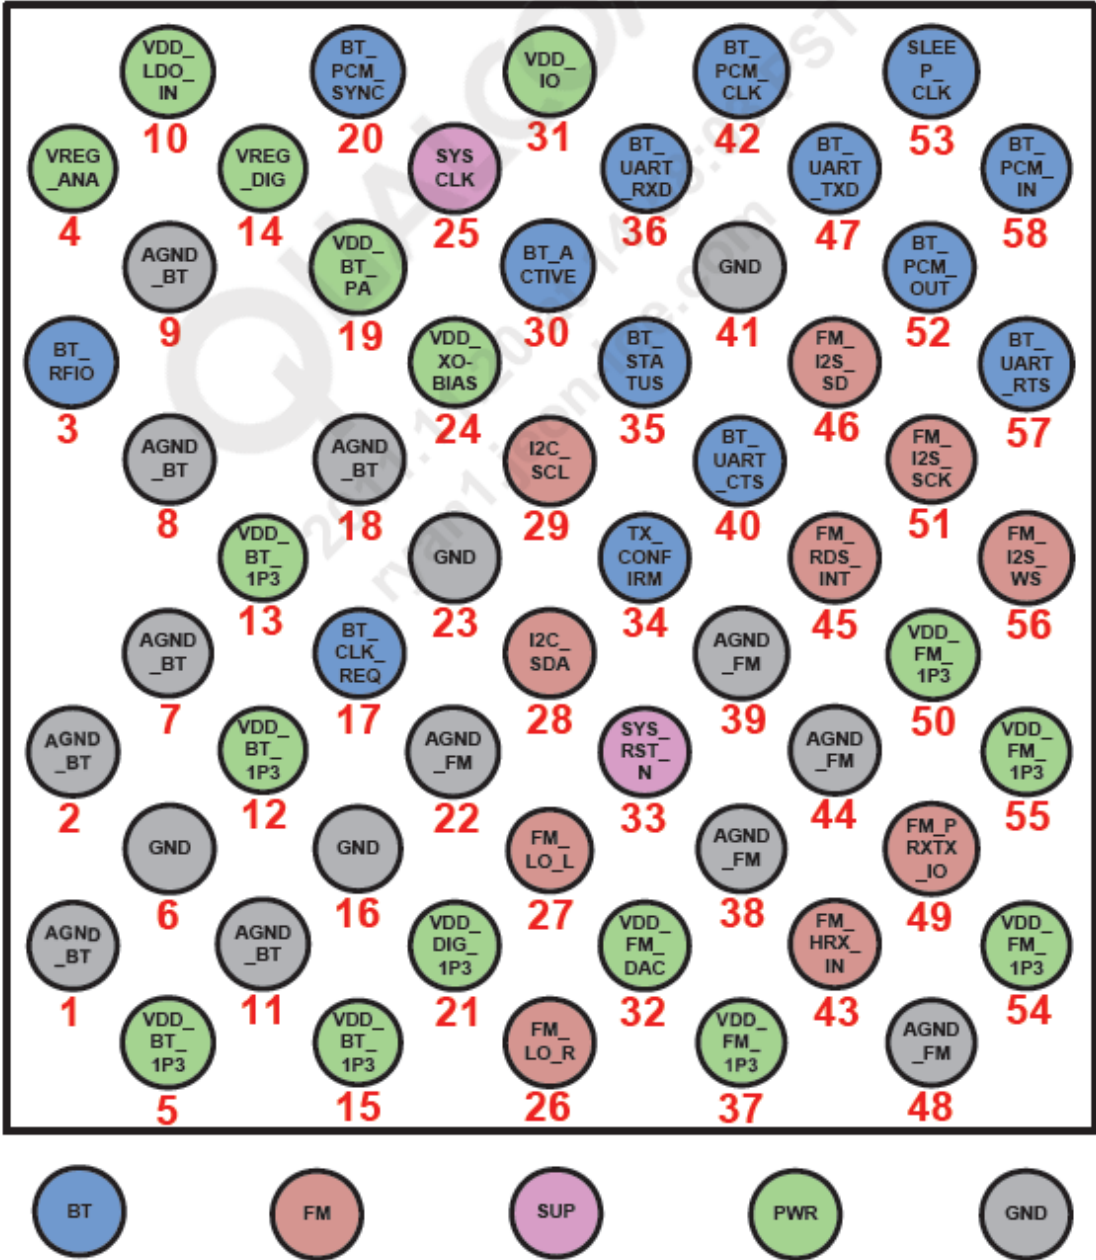 VDD_
LDO_
IN
10
BT_
PCM_
SYNC
20
VDD_
IO
31
BT_
PCM_
CLK
42
SLEE
P_
CLK
53
VREG
_ANA
4
VREG
_DIG
14
SYS
CLK
25
BT_
UART
_RXD
36
BT_
UART
_TXD
47
BT_
PCM_
IN
58
AGND
_BT
9
VDD_
BT_
PA
19
BT_A
CTIVE
30
GND
41
BT_
PCM_
OUT
52
BT_
RFIO
3
VDD_
XO-
BIAS
24
BT_
STA
TUS
35
FM_
I2S_
SD
46
BT_
UART
_RTS
57
AGND
_BT
8
AGND
_BT
18
I2C_
SCL
29
BT_
UART
_CTS
40
FM_
I2S_
SCK
51
VDD_
BT_
1P3
13
GND
23
TX_
CONF
IRM
34
FM_
RDS_
INT
45
FM_
I2S_
WS
56
AGND
_BT
7
BT_
CLK_
REQ
17
I2C_
SDA
28
AGND
_FM
39
VDD_
FM_
1P3
50
AGND
_BT
2
VDD_
BT_
1P3
12
AGND
_FM
22
SYS_
RST_
N
33
AGND
_FM
44
VDD_
FM_
1P3
55
GND
6
GND
16
FM_
LO_L
27
AGND
_FM
38
FM_P
RXTX
_IO
49
AGND
_BT
1
AGND
_BT
11
VDD_
DIG_
1P3
21
VDD_
FM_
DAC
32
FM_
HRX_
IN
43
VDD_
FM_
1P3
54
VDD_
BT_
1P3
5
VDD_
BT_
1P3
15
FM_
LO_R
26
VDD_
FM_
1P3
37
AGND
_FM
48
BT
FM
SUP
PWR
GND